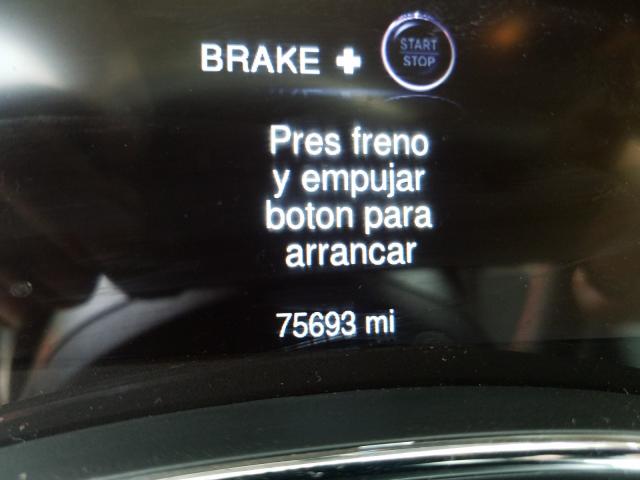 BRAKE + START STOP
Pres freno
y empujar
boton para
arrancar
75693 mi